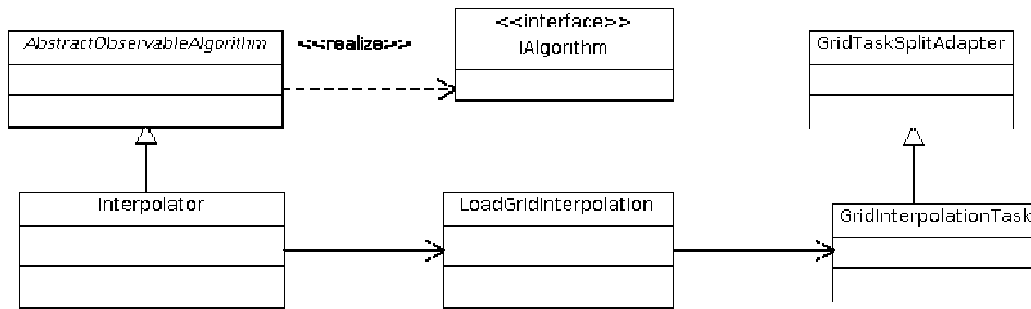 <<interface>>
AbstractObservableAlgorithm
<<realize>>
IAlgorithm
GridTaskSplitAdapter
Interpolator
LoadGridInterpolation
GridInterpolationTask